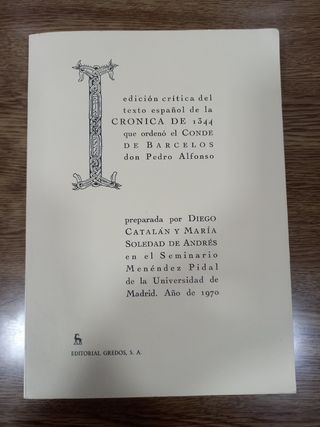 I
edición crítica del
texto español de la
CRONICA DE 1344
que ordenó el CONDE
DE BARCELOS
don Pedro Alfonso
preparada por DIEGO
CATALÁN Y MARÍA
SOLEDAD DE ANDRÉS
en el Seminario
Menéndez Pidal
de la Universidad de
Madrid. Año de 1970
EDITORIAL GREDOS, S. A.